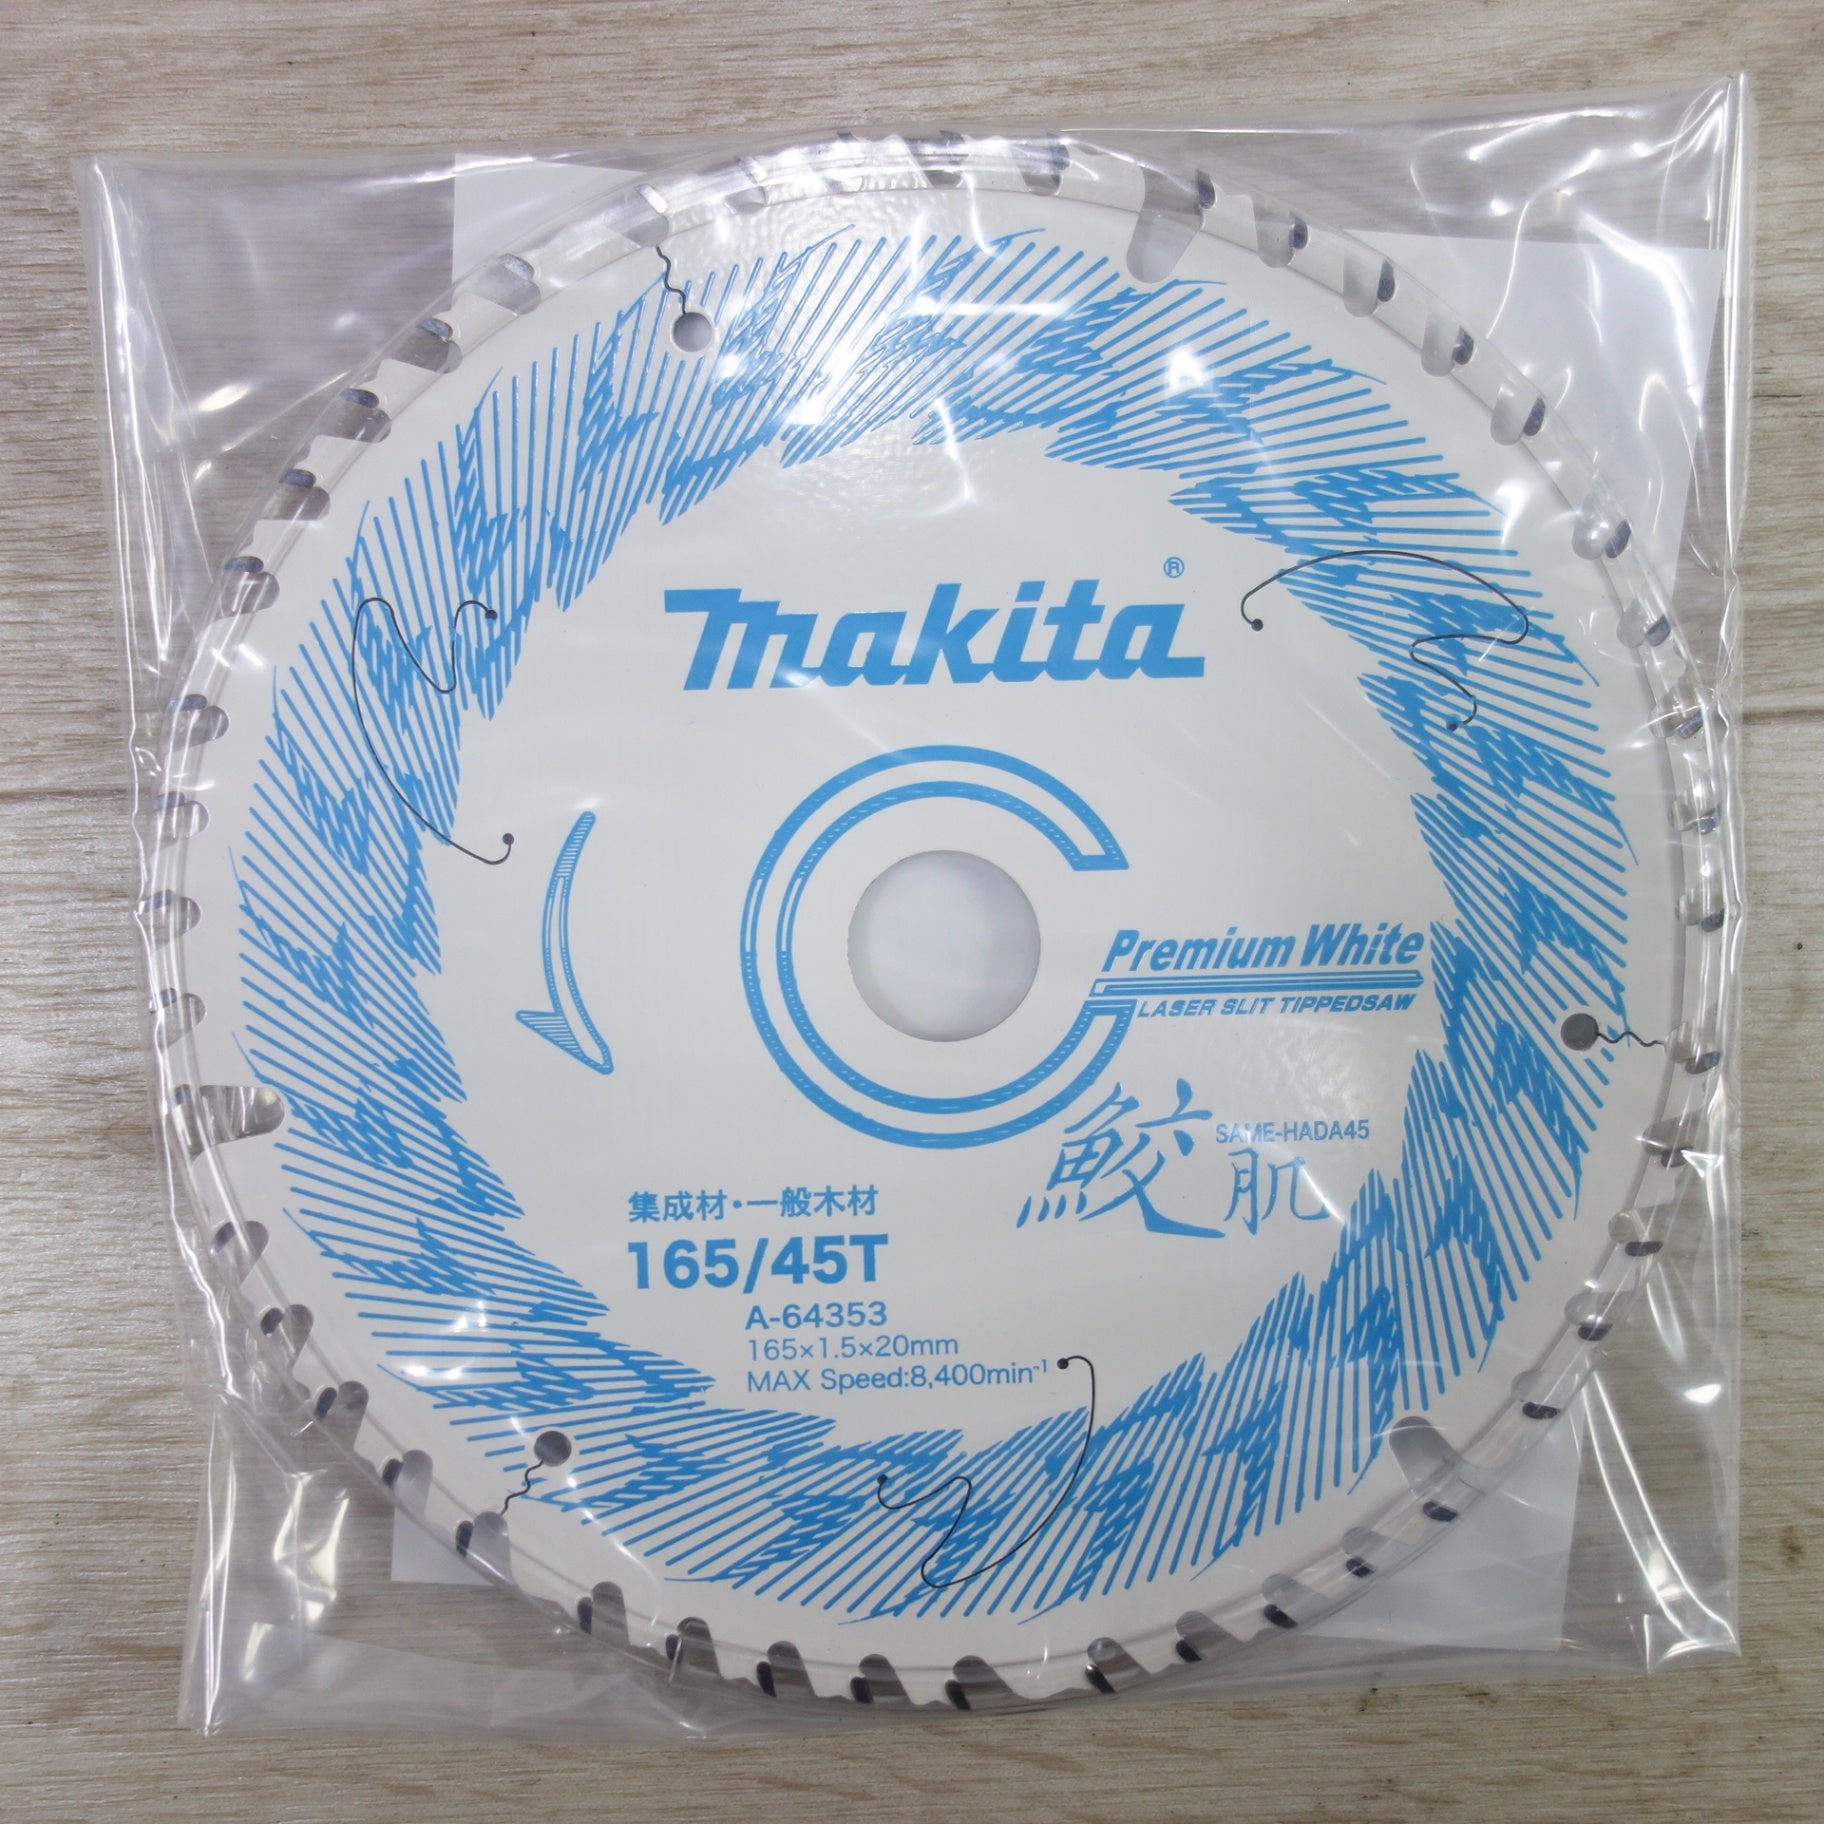 makita®
Premium White
LASER SLIT TIPPEDSAW
SAME-HADA45
鮫肌
集成材・一般木材
165/45T
A-64353
165×1.5×20mm
MAX Speed:8,400min⁻¹